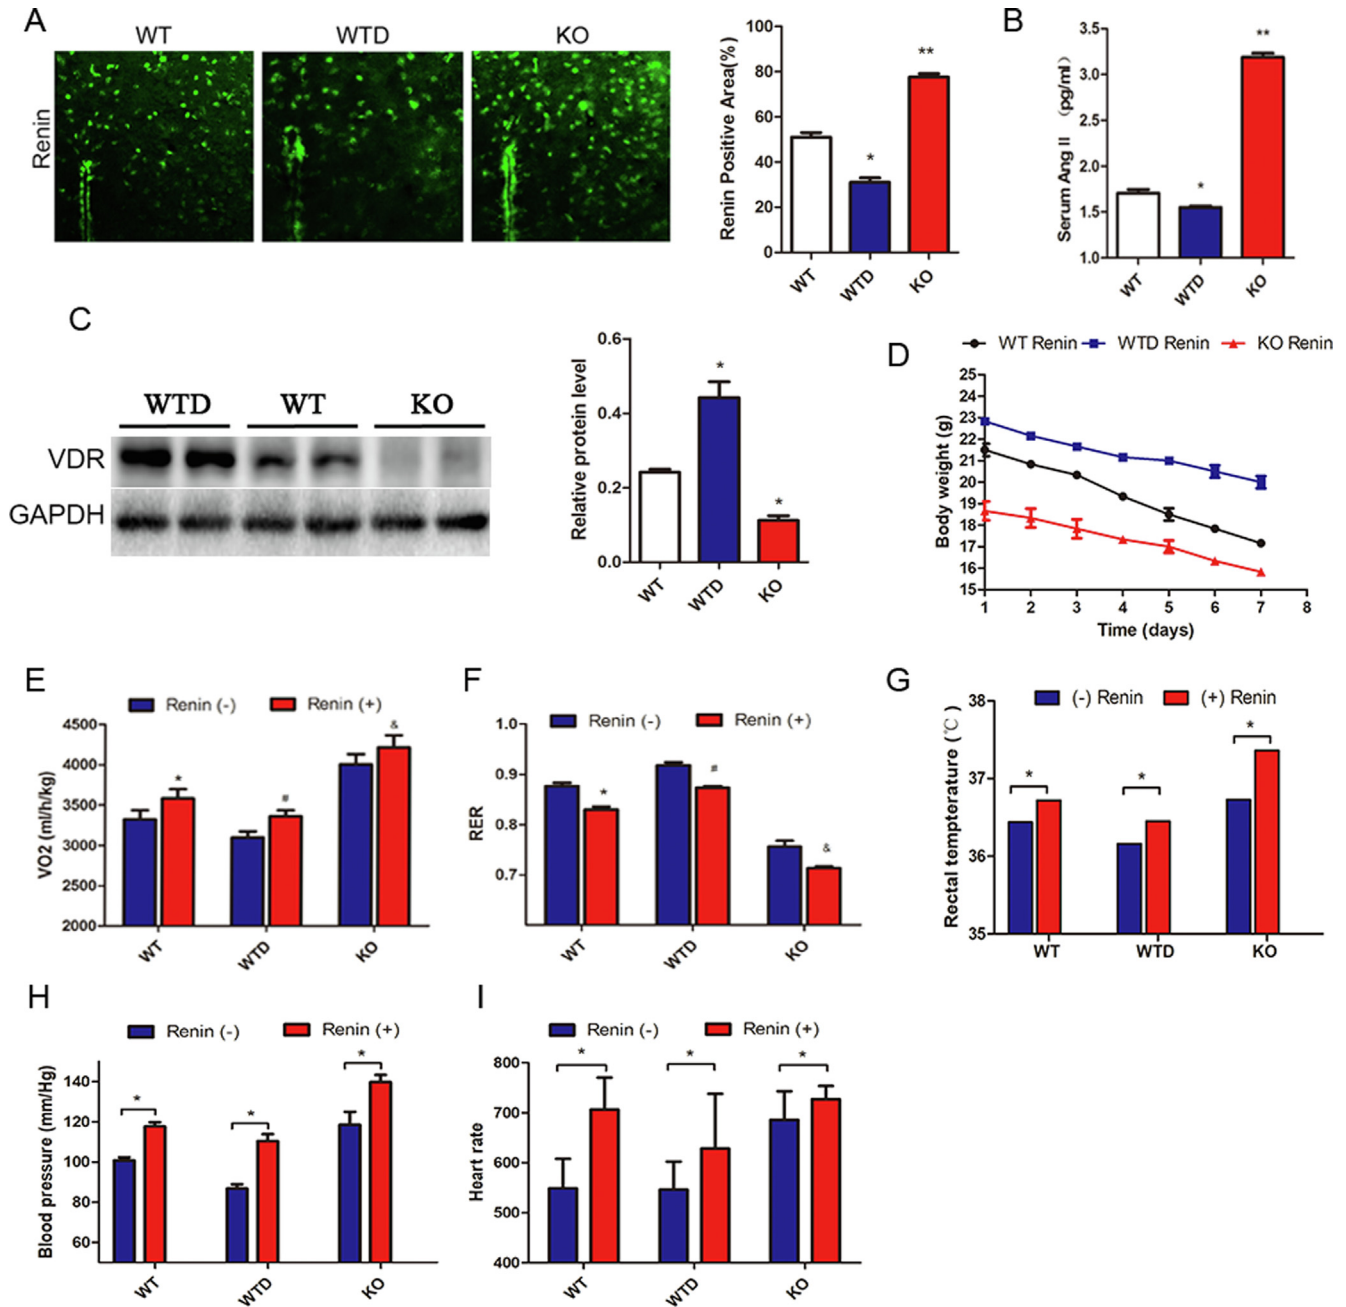 A
WT
WTD
KO
Renin
Renin Positive Area(%)
100
80
60
40
20
0
*
**
WT
WTD
KO
B
Serum Ang II (pg/ml)
3.5
3.0
2.5
2.0
1.5
1.0
*
**
WT
WTD
KO
C
WTD
WT
KO
VDR
GAPDH
Relative protein level
0.6
0.4
0.2
0.0
*
*
WT
WTD
KO
D
WT Renin
WTD Renin
KO Renin
Body weight (g)
25
24
23
22
21
20
19
18
17
16
15
1 2 3 4 5 6 7 8
Time (days)
E
Renin (-)
Renin (+)
VO2 (ml/h/kg)
4500
4000
3500
3000
2500
2000
*
#
&
WT
WTD
KO
F
Renin (-)
Renin (+)
RER
1.0
0.9
0.8
0.7
*
#
&
WT
WTD
KO
G
(-) Renin
(+) Renin
Rectal tempterature (℃)
38
37
36
35
*
*
*
WT
WTD
KO
H
Renin (-)
Renin (+)
Blood pressure (mm/Hg)
140
120
100
80
60
*
*
*
WT
WTD
KO
I
Renin (-)
Renin (+)
Heart rate
800
700
600
500
400
*
*
*
WT
WTD
KO